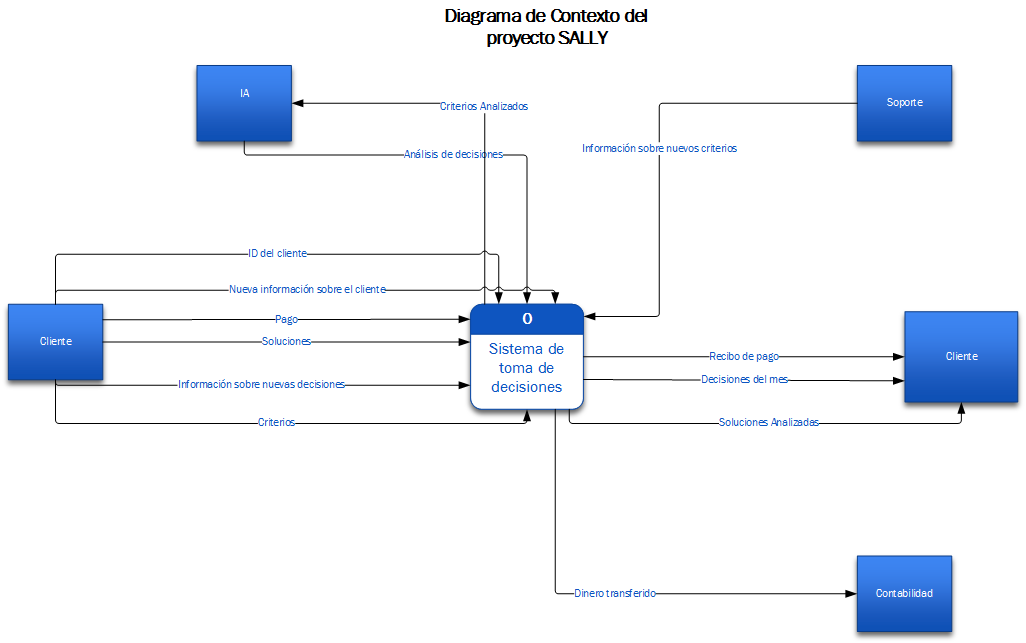 Diagrama de Contexto del
proyecto SALLY
IA
Soporte
Criterios Analizados
Información sobre nuevos criterios
Análisis de decisiones
ID del cliente
Nueva información sobre el cliente
Cliente
Pago
Soluciones
Información sobre nuevas decisiones
Criterios
0
Sistema de
toma de
decisiones
Recibo de pago
Decisiones del mes
Soluciones Analizadas
Cliente
Dinero transferido
Contabilidad